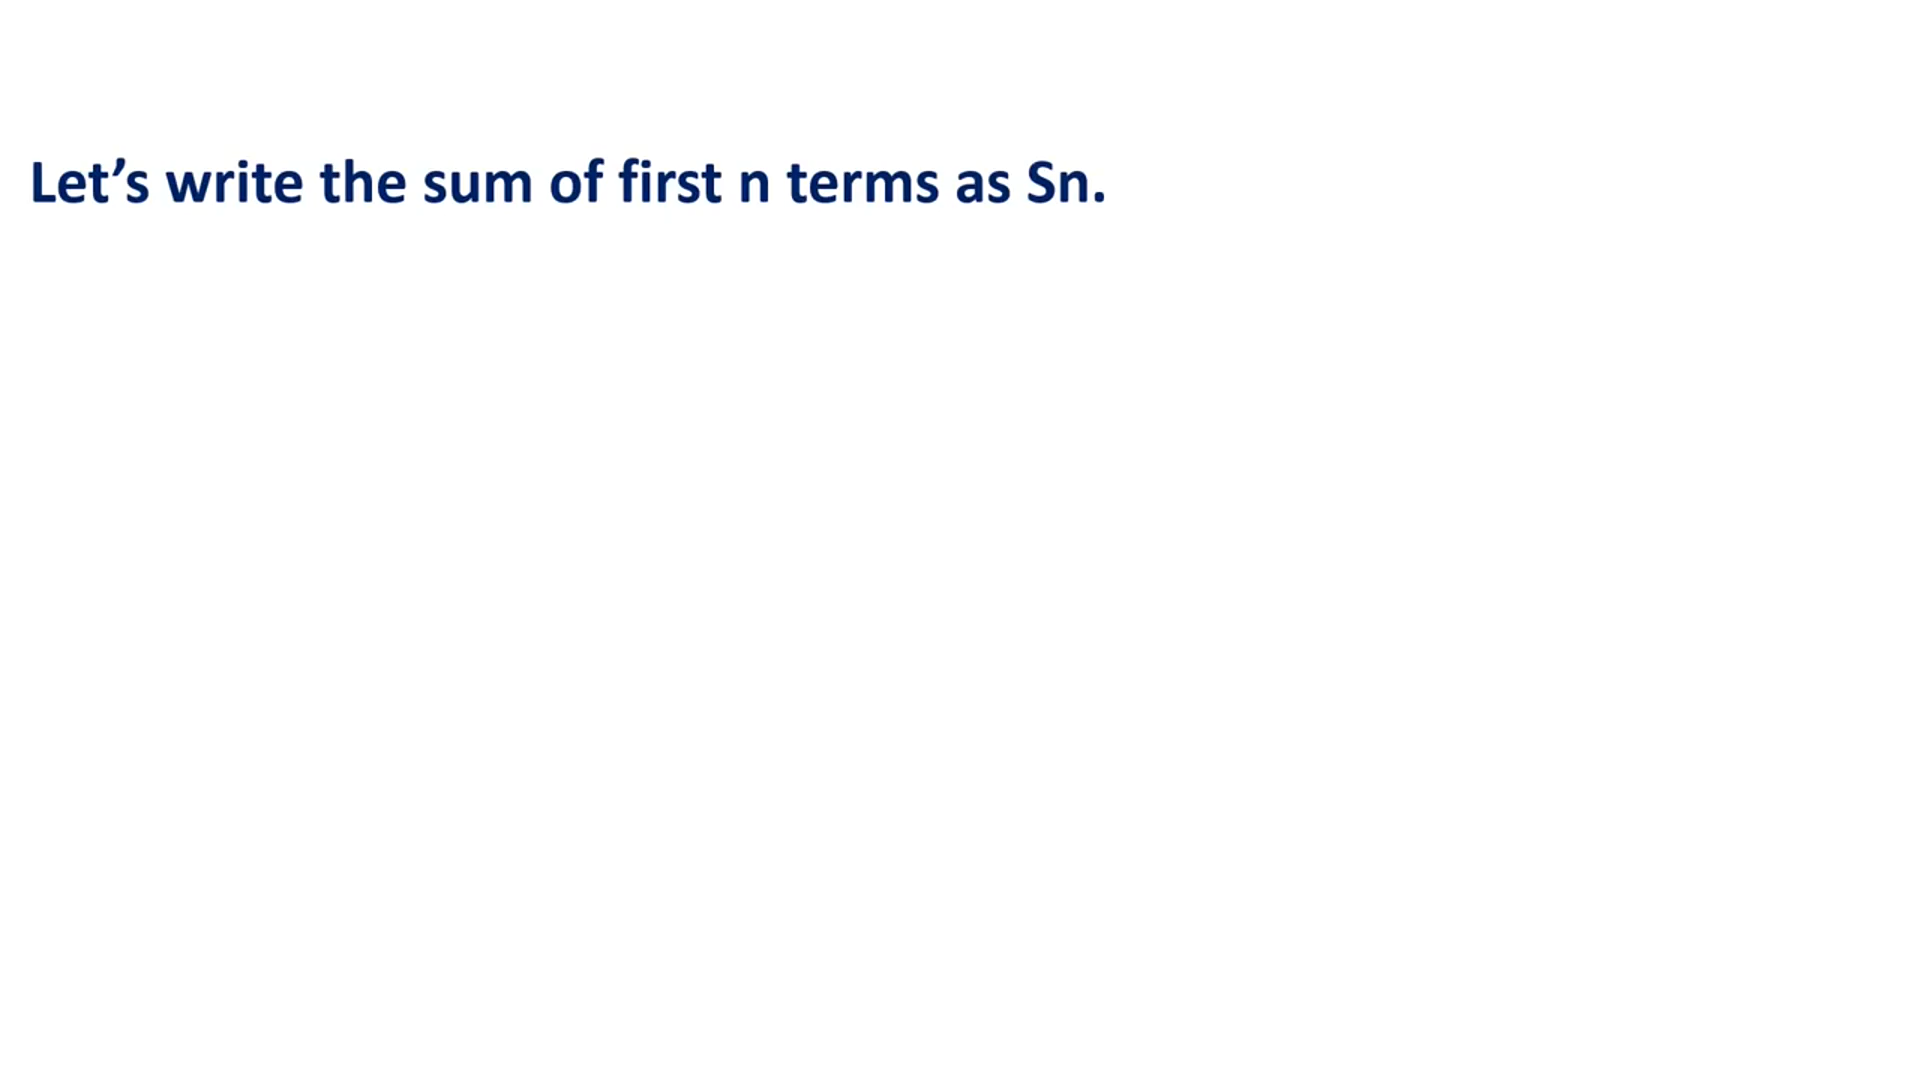 Let’s write the sum of first n terms as Sn.